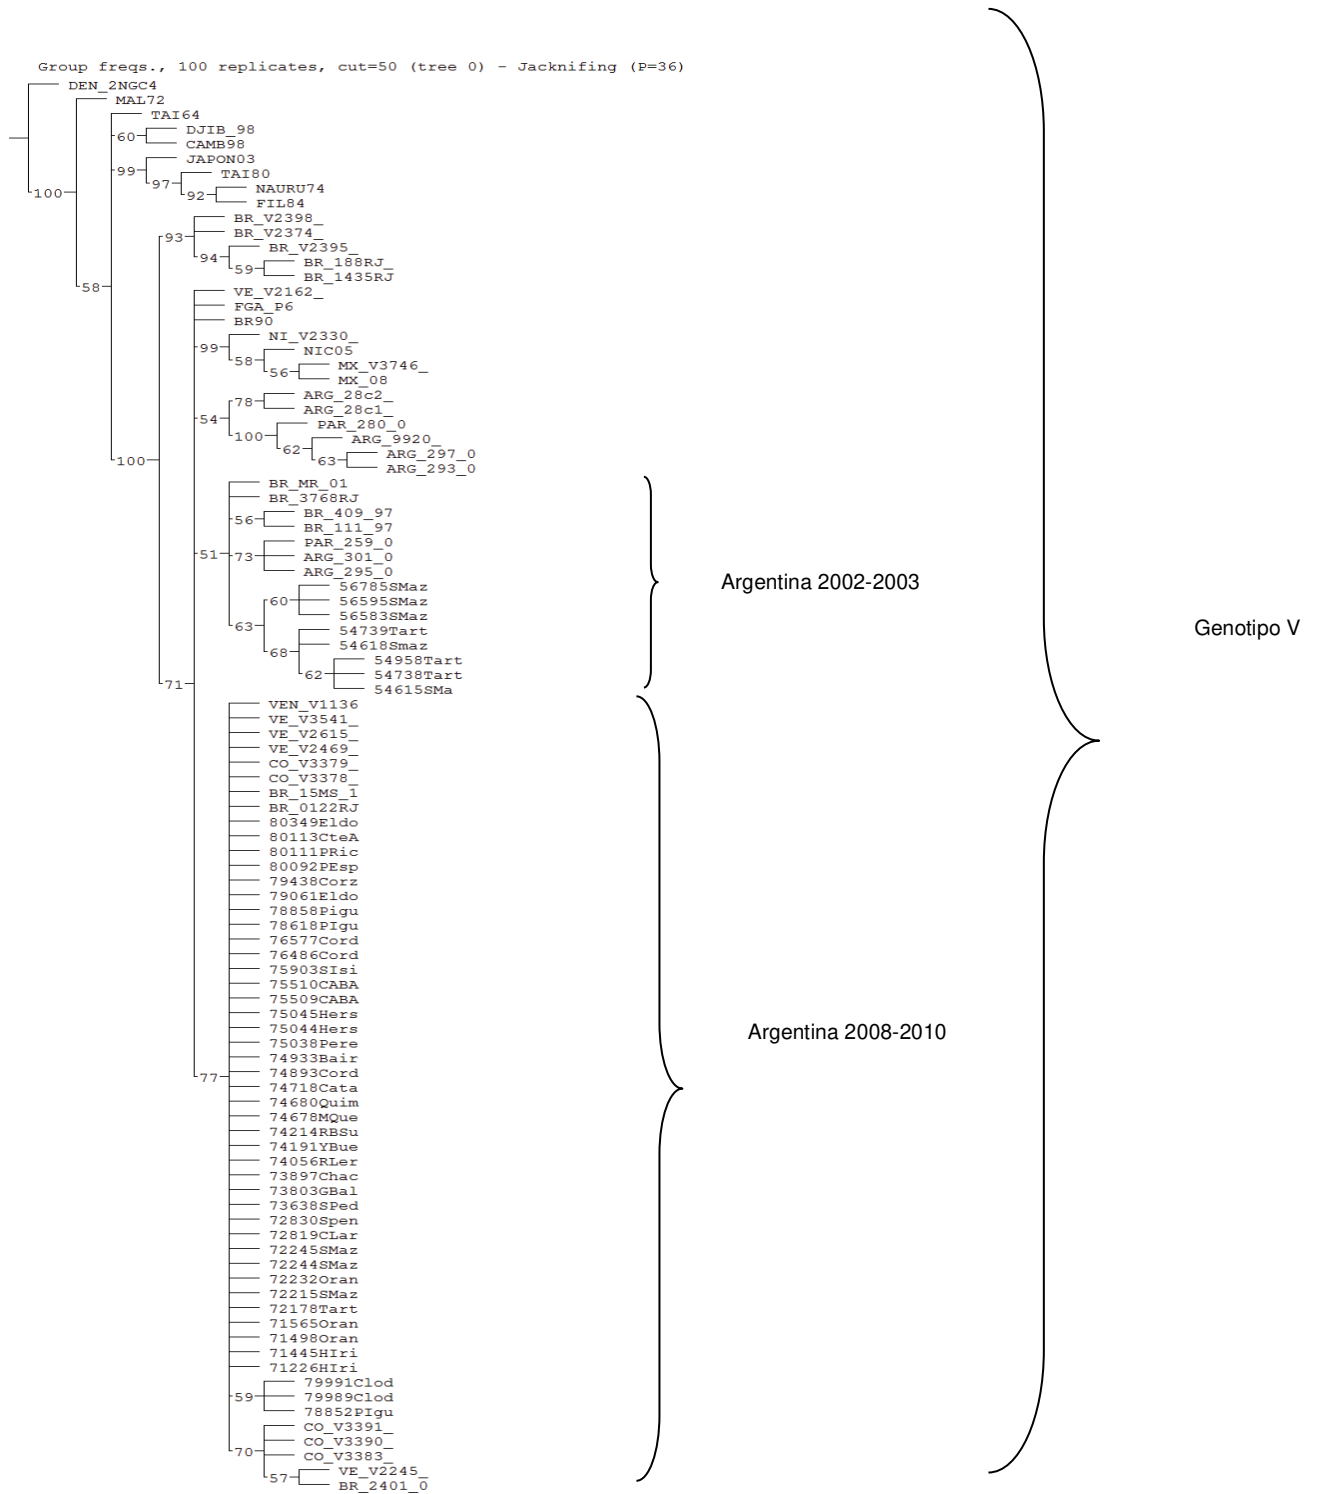 Group freqs., 100 replicates, cut=50 (tree 0) - Jacknifing (P=36)
DEN_2NGC4
MAL72
TAI64
60
DJIB_98
CAMB98
JAPON03
99
97
TAI80
92
NAURU74
100
FIL84
BR_V2398_
93
BR_V2374_
94
BR_V2395_
59
BR_188RJ_
BR_1435RJ
58
VE_V2162_
FGA_P6
BR90
NI_V2330_
99
58
NIC05
56
MX_V3746_
MX_08
78
ARG_28c2_
ARG_28c1_
54
PAR_280_0
100
ARG_9920_
62
ARG_297_0
63
100
ARG_293_0
BR_MR_01
BR_3768RJ
56
BR_409_97
BR_111_97
PAR_259_0
51
73
ARG_301_0
ARG_295_0
Argentina 2002-2003
56785SMaz
60
56595SMaz
56583SMaz
63
54739Tart
Genotipo V
54618Smaz
68
54958Tart
62
54738Tart
71
54615SMa
VEN_V1136
VE_V3541_
VE_V2615_
VE_V2469_
CO_V3379_
CO_V3378_
BR_15MS_1
BR_0122RJ
80349Eldo
80113CteA
80111PRic
80092PEsp
79438Corz
79061Eldo
78858Pigu
78618PIgu
76577Cord
76486Cord
75903SIsi
75510CABA
75509CABA
75045Hers
75044Hers
Argentina 2008-2010
75038Pere
74933Bair
77
74893Cord
74718Cata
74680Quim
74678MQue
74214RBSu
74191YBue
74056RLer
73897Chac
73803GBal
73638SPed
72830Spen
72819CLar
72245SMaz
72244SMaz
72232Oran
72215SMaz
72178Tart
71565Oran
71498Oran
71445HIri
71226HIri
79991Clod
59
79989Clod
78852PIgu
CO_V3391_
CO_V3390_
70
CO_V3383_
57
VE_V2245_
BR_2401_0